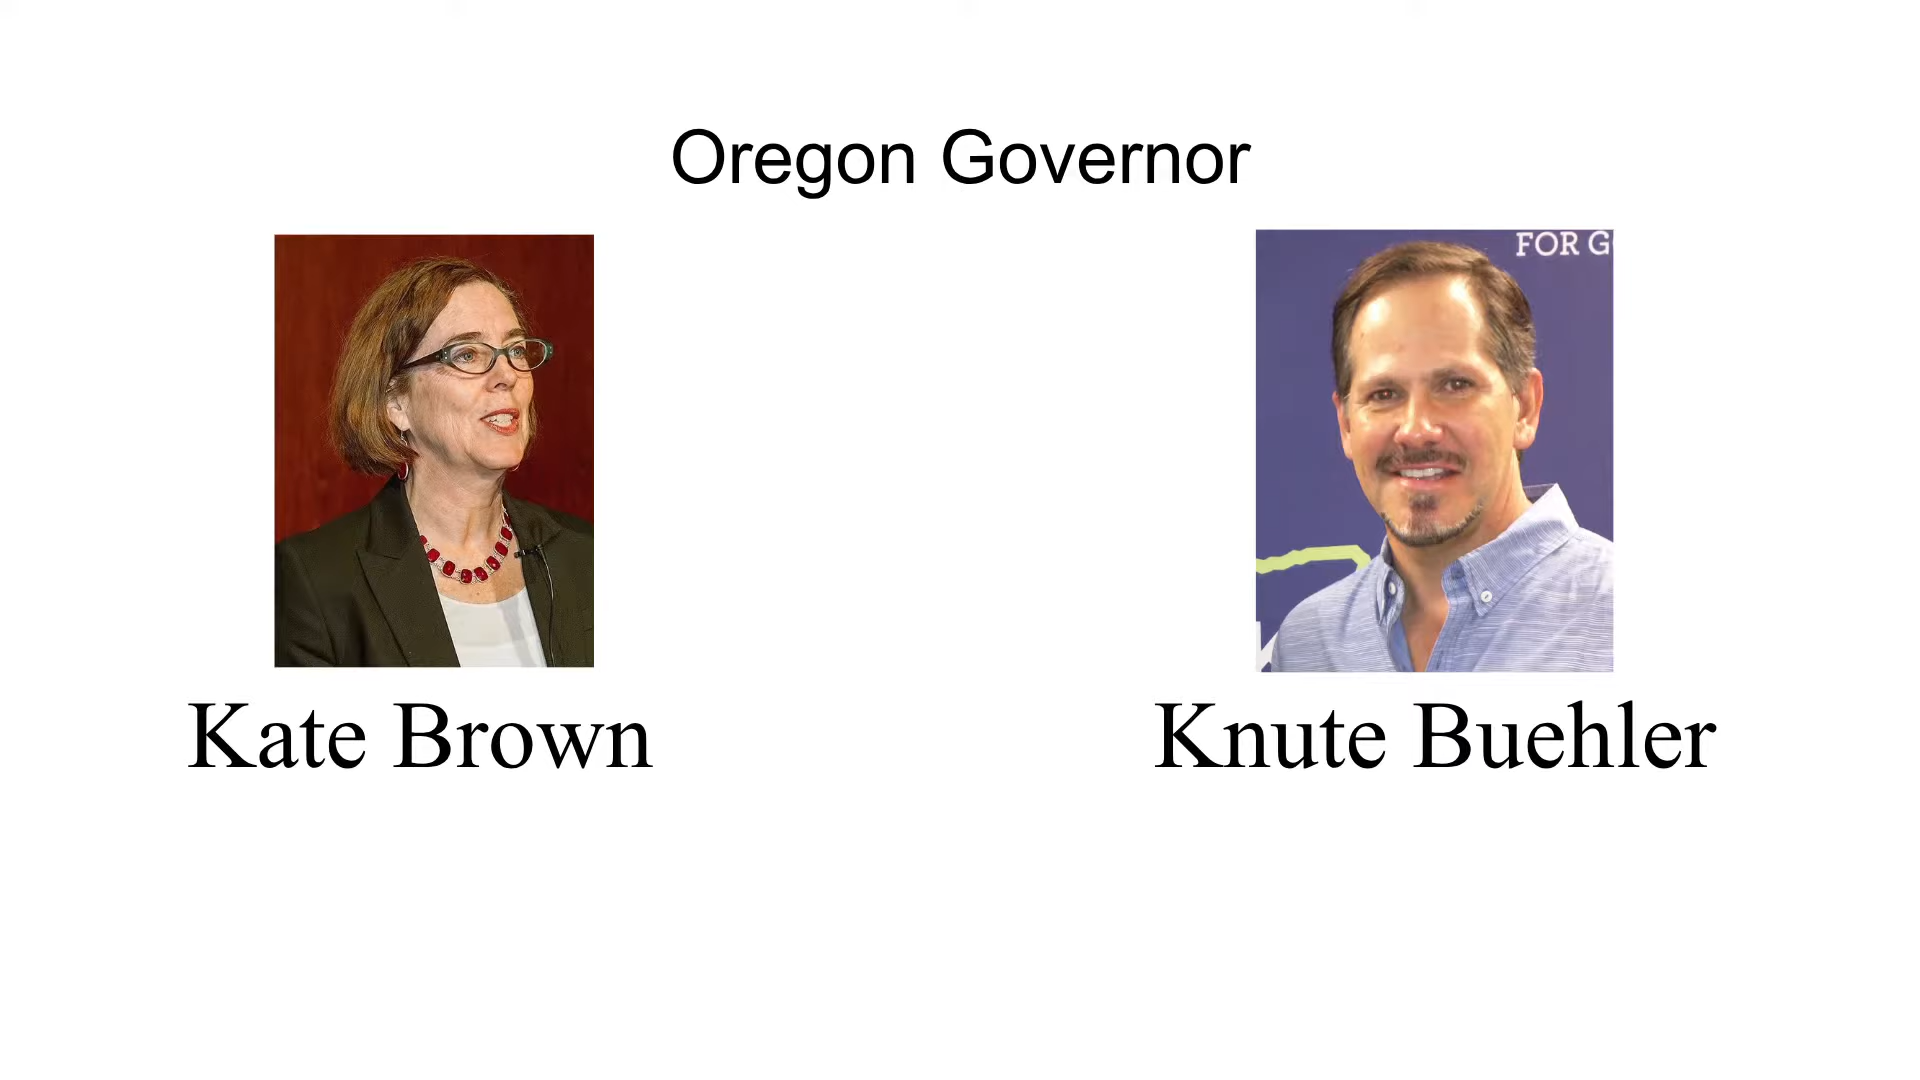 Oregon Governor
FOR G
Kate Brown
Knute Buehler